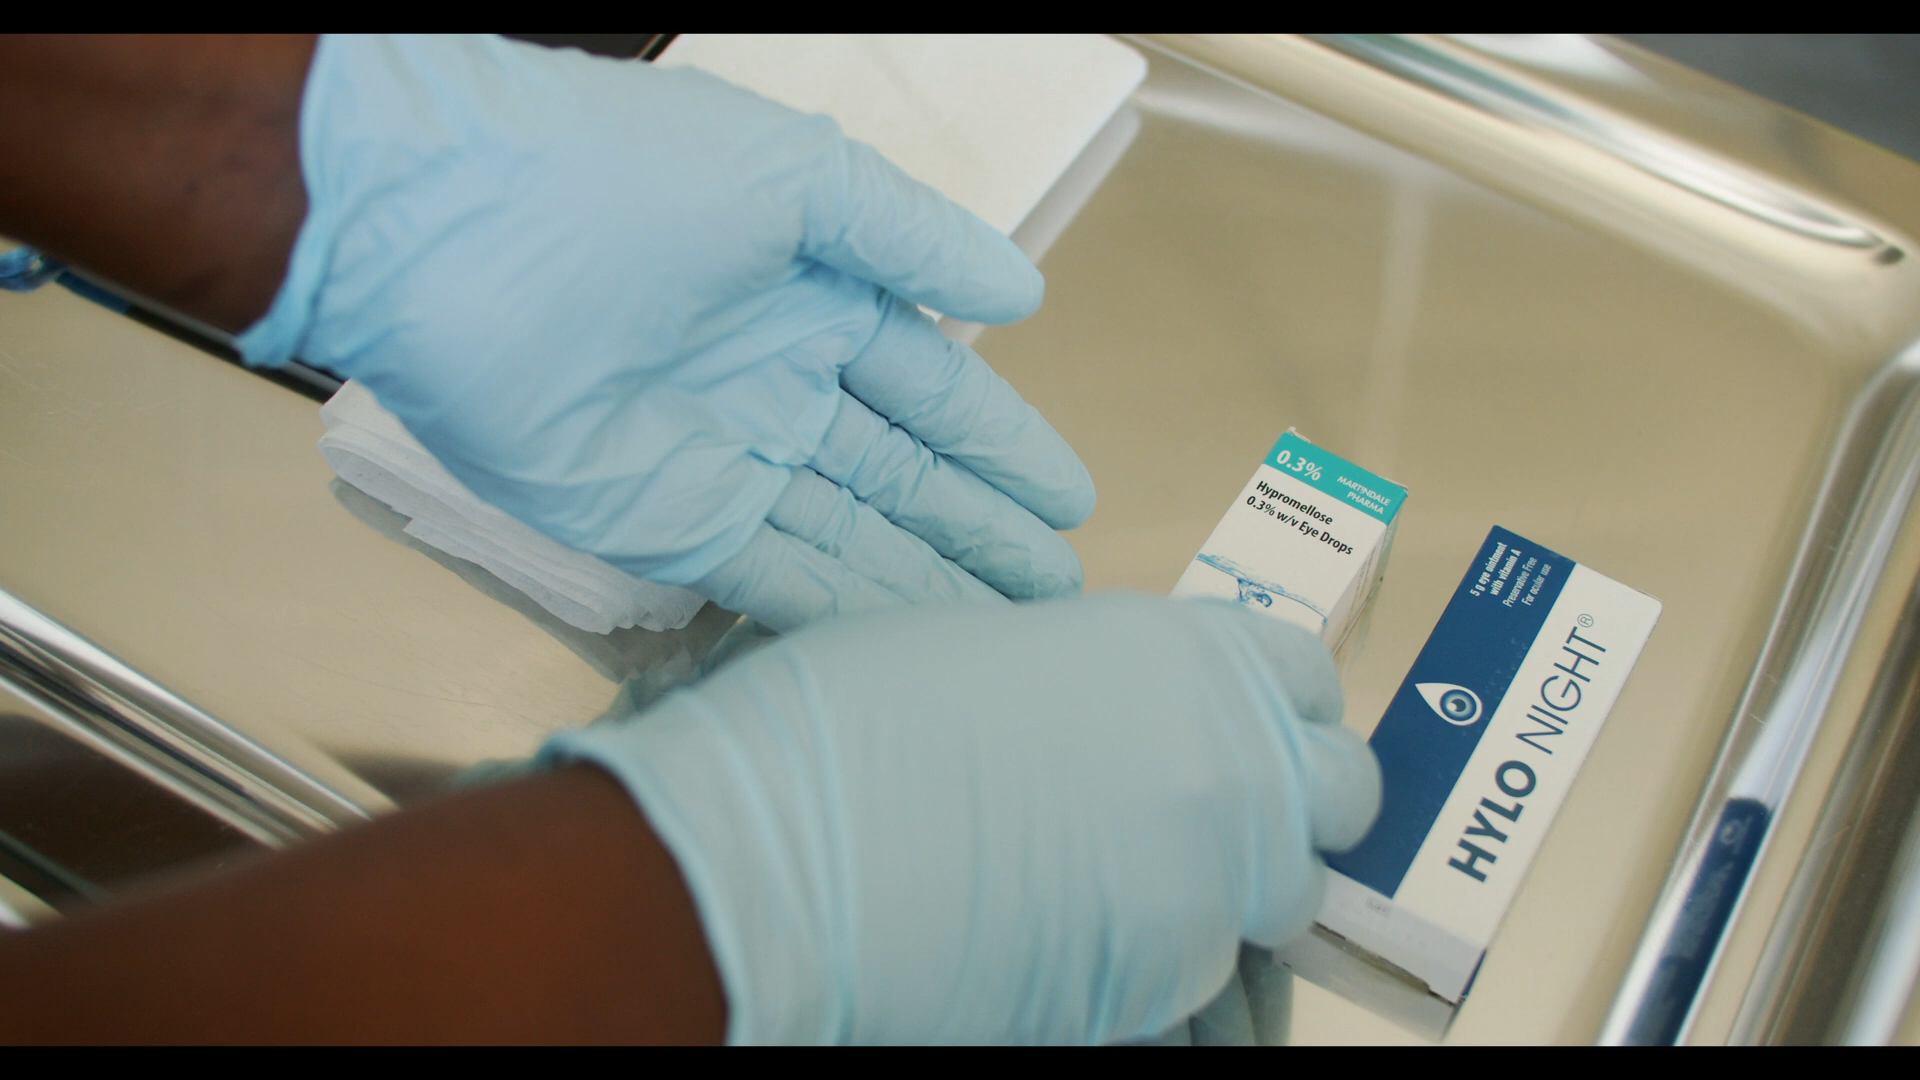 0.3%
MARTINDALE
PHARMA
Hypromellose
0.3% w/v Eye Drops
5 g eye ointment
with vitamin A
Preservative Free
For ocular use
HYLO NIGHT®